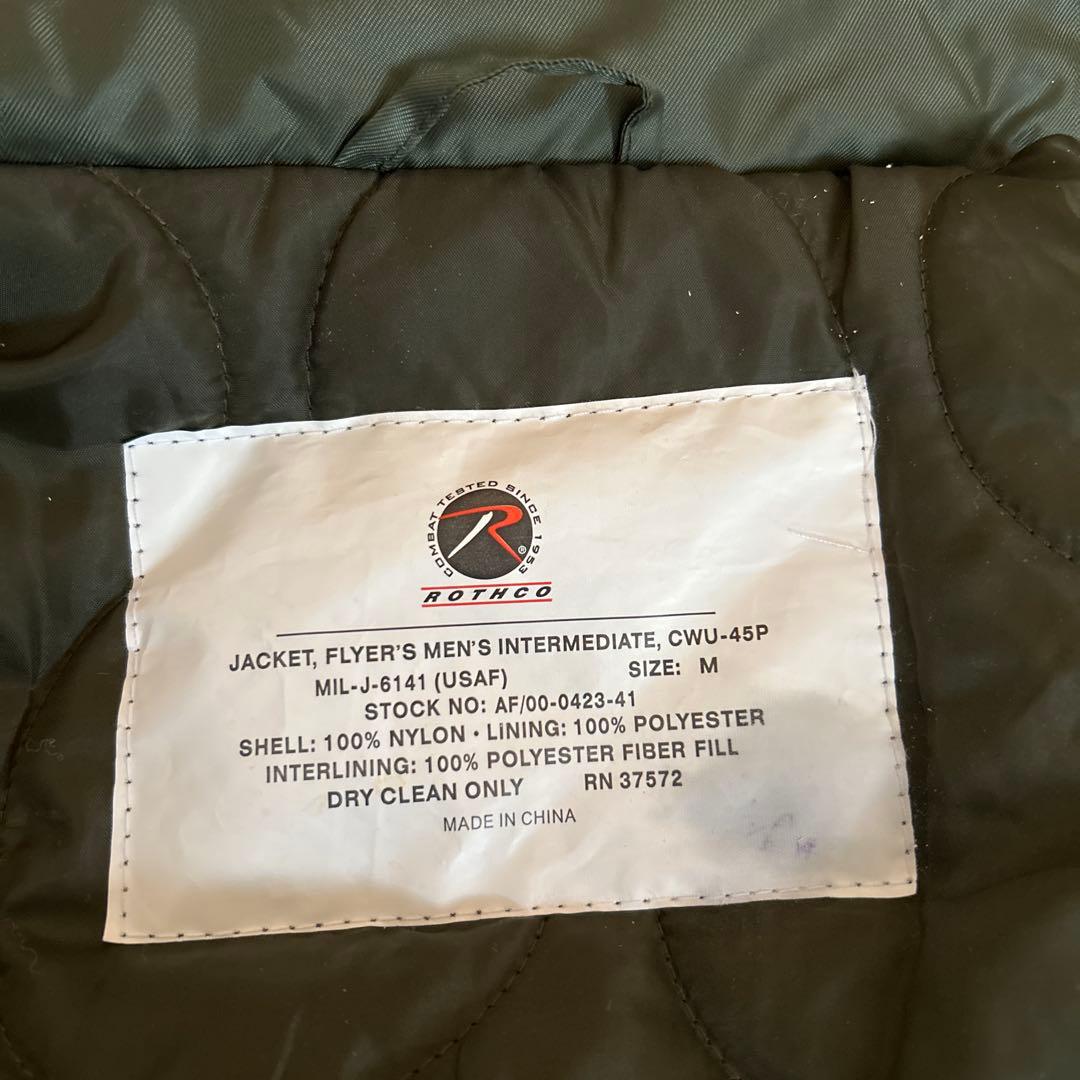 COMBAT TESTED SINCE 1953
R®
ROTHCO
JACKET, FLYER'S MEN'S INTERMEDIATE, CWU-45P
MIL-J-6141 (USAF) SIZE: M
STOCK NO: AF/00-0423-41
SHELL: 100% NYLON • LINING: 100% POLYESTER
INTERLINING: 100% POLYESTER FIBER FILL
DRY CLEAN ONLY RN 37572
MADE IN CHINA